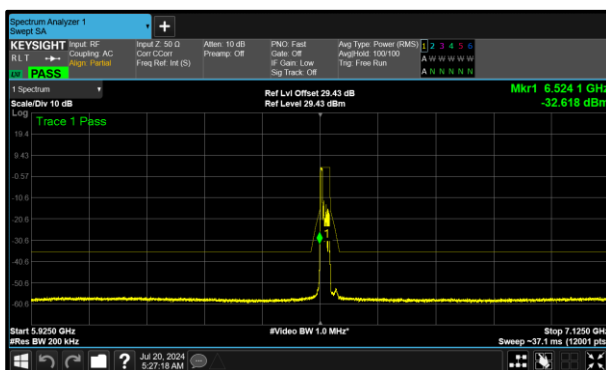 Spectrum Analyzer 1
Swept SA
KEYSIGHT Input: RF
RLT Coupling: AC
Align: Partial
PASS
Input Z: 50 Ω
Corr CCorr
Freq Ref: Int (S)
Atten: 10 dB
Preamp: Off
PNO: Fast
Gate: Off
IF Gain: Low
Sig Track: Off
Avg Type: Power (RMS)
Avg|Hold: 100/100
Trig: Free Run
1 2 3 4 5 6
A W W W W W
A N N N N N
1 Spectrum
Scale/Div 10 dB
Ref Lvl Offset 29.43 dB
Ref Level 29.43 dBm
Mkr1 6.524 1 GHz
-32.618 dBm
Log
Trace 1 Pass
19.4
9.43
-0.57
-10.6
-20.6
-30.6
-40.6
-50.6
-60.6
1
Start 5.9250 GHz
#Res BW 200 kHz
#Video BW 1.0 MHz*
Stop 7.1250 GHz
Sweep ~37.1 ms (12001 pts)
?
Jul 20, 2024
5:27:18 AM